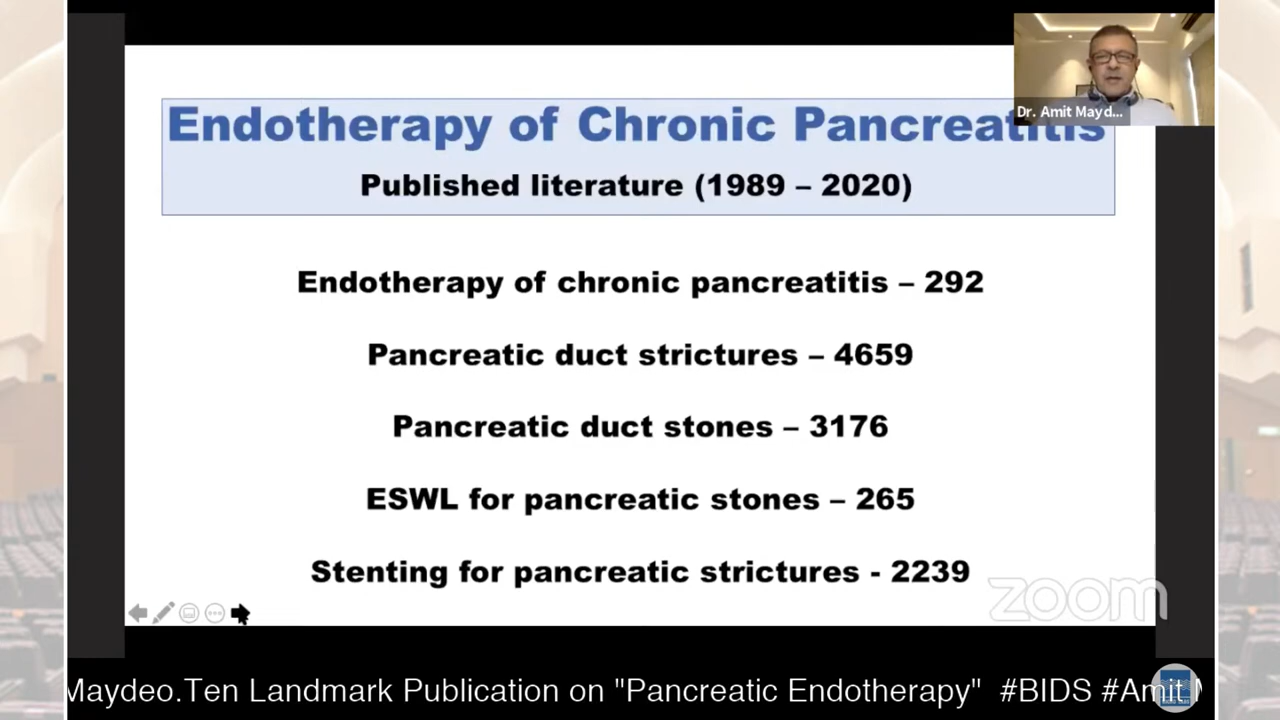 Endotherapy of Chronic Pancreatitis
Dr. Amit Mayd...
Published literature (1989 – 2020)
Endotherapy of chronic pancreatitis – 292
Pancreatic duct strictures – 4659
Pancreatic duct stones – 3176
ESWL for pancreatic stones – 265
Stenting for pancreatic strictures - 2239
zoom
Maydeo.Ten Landmark Publication on "Pancreatic Endotherapy" #BIDS #Amit M